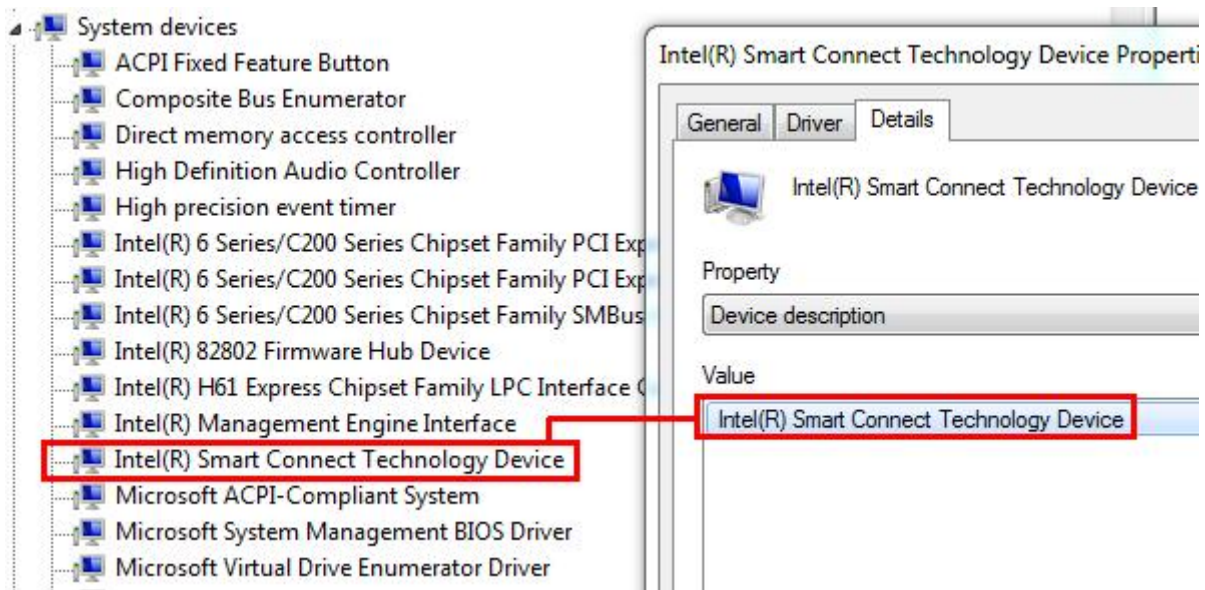 System devices
ACPI Fixed Feature Button
Composite Bus Enumerator
Direct memory access controller
High Definition Audio Controller
High precision event timer
Intel(R) 6 Series/C200 Series Chipset Family PCI Exp
Intel(R) 6 Series/C200 Series Chipset Family PCI Exp
Intel(R) 6 Series/C200 Series Chipset Family SMBus
Intel(R) 82802 Firmware Hub Device
Intel(R) H61 Express Chipset Family LPC Interface C
Intel(R) Management Engine Interface
Intel(R) Smart Connect Technology Device
Microsoft ACPI-Compliant System
Microsoft System Management BIOS Driver
Microsoft Virtual Drive Enumerator Driver
Intel(R) Smart Connect Technology Device Properti
General Driver Details
Intel(R) Smart Connect Technology Device
Property
Device description
Value
Intel(R) Smart Connect Technology Device